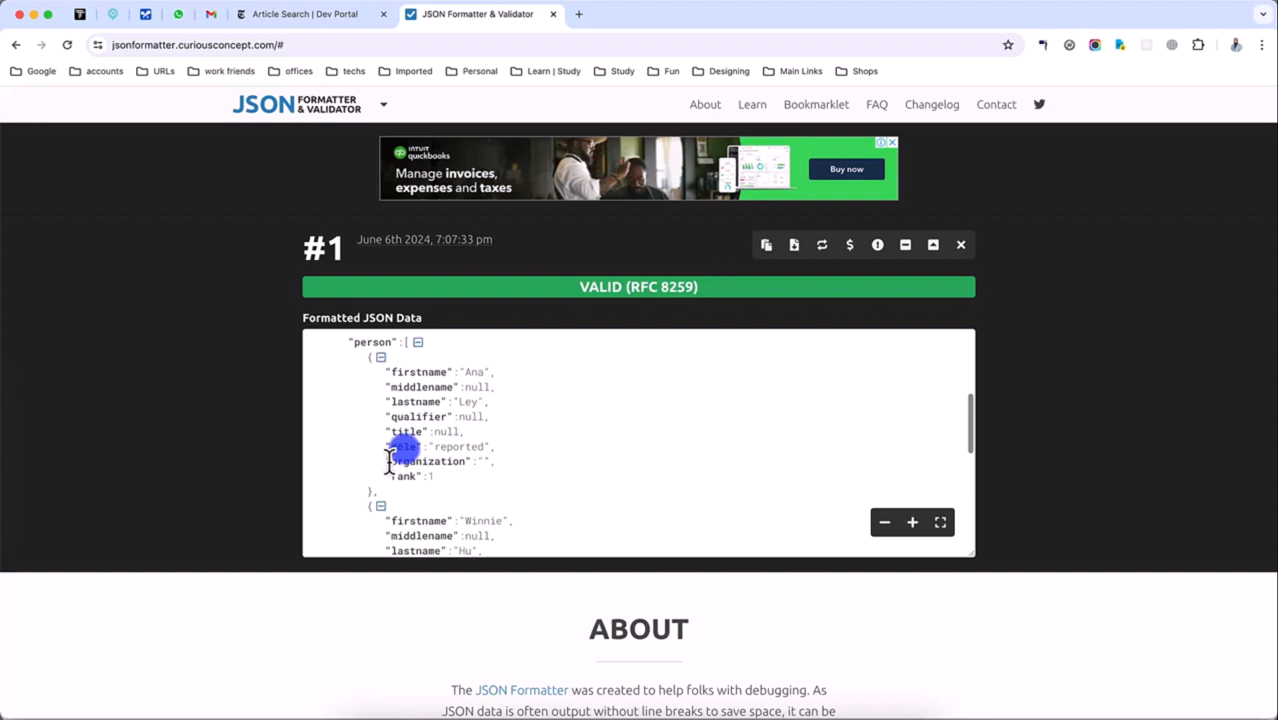 Article Search | Dev Portal
JSON Formatter & Validator
jsonformatter.curiousconcept.com/#
Google accounts URLs work friends offices techs Imported Personal Learn | Study Study Fun Designing Main Links Shops
JSON FORMATTER & VALIDATOR
About Learn Bookmarklet FAQ Changelog Contact
INTUIT
quickbooks
Manage invoices,
expenses and taxes
Buy now
#1 June 6th 2024, 7:07:33 pm
VALID (RFC 8259)
Formatted JSON Data
"person":[
{
"firstname":"Ana",
"middlename":null,
"lastname":"Ley",
"qualifier":null,
"title":null,
"role":"reported",
"organization":"",
"rank":1
},
{
"firstname":"Winnie",
"middlename":null,
"lastname":"Hu",
ABOUT
The JSON Formatter was created to help folks with debugging. As
JSON data is often output without line breaks to save space, it can be